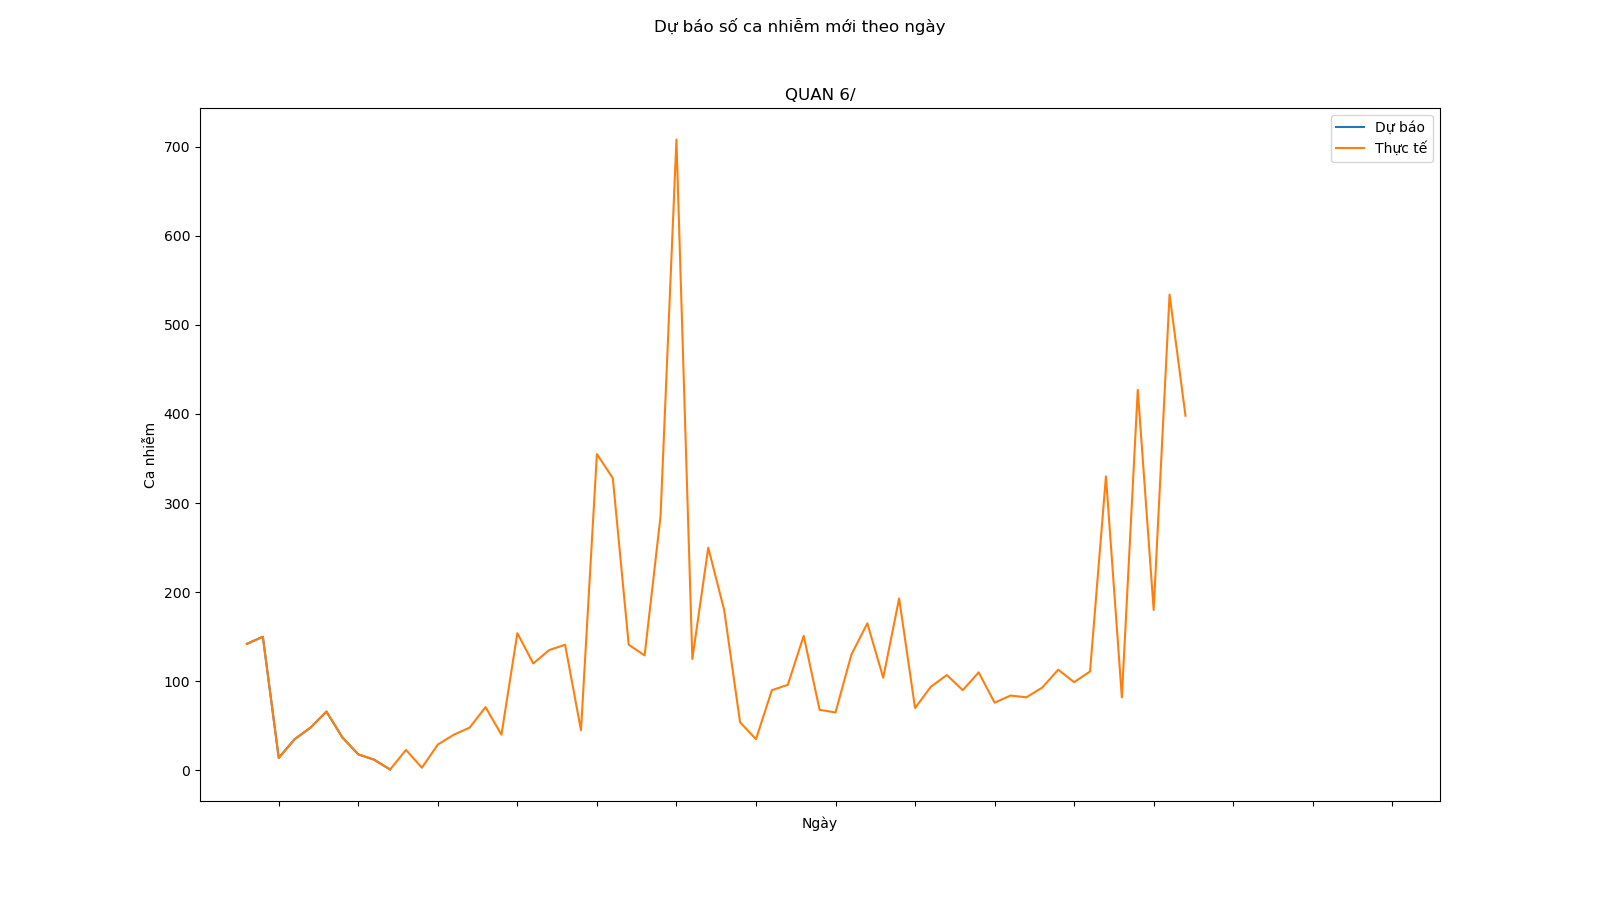 Dự báo số ca nhiễm mới theo ngày
QUAN 6/
Dự báo
Thực tế
700
600
500
400
300
200
100
0
Ca nhiễm
Ngày